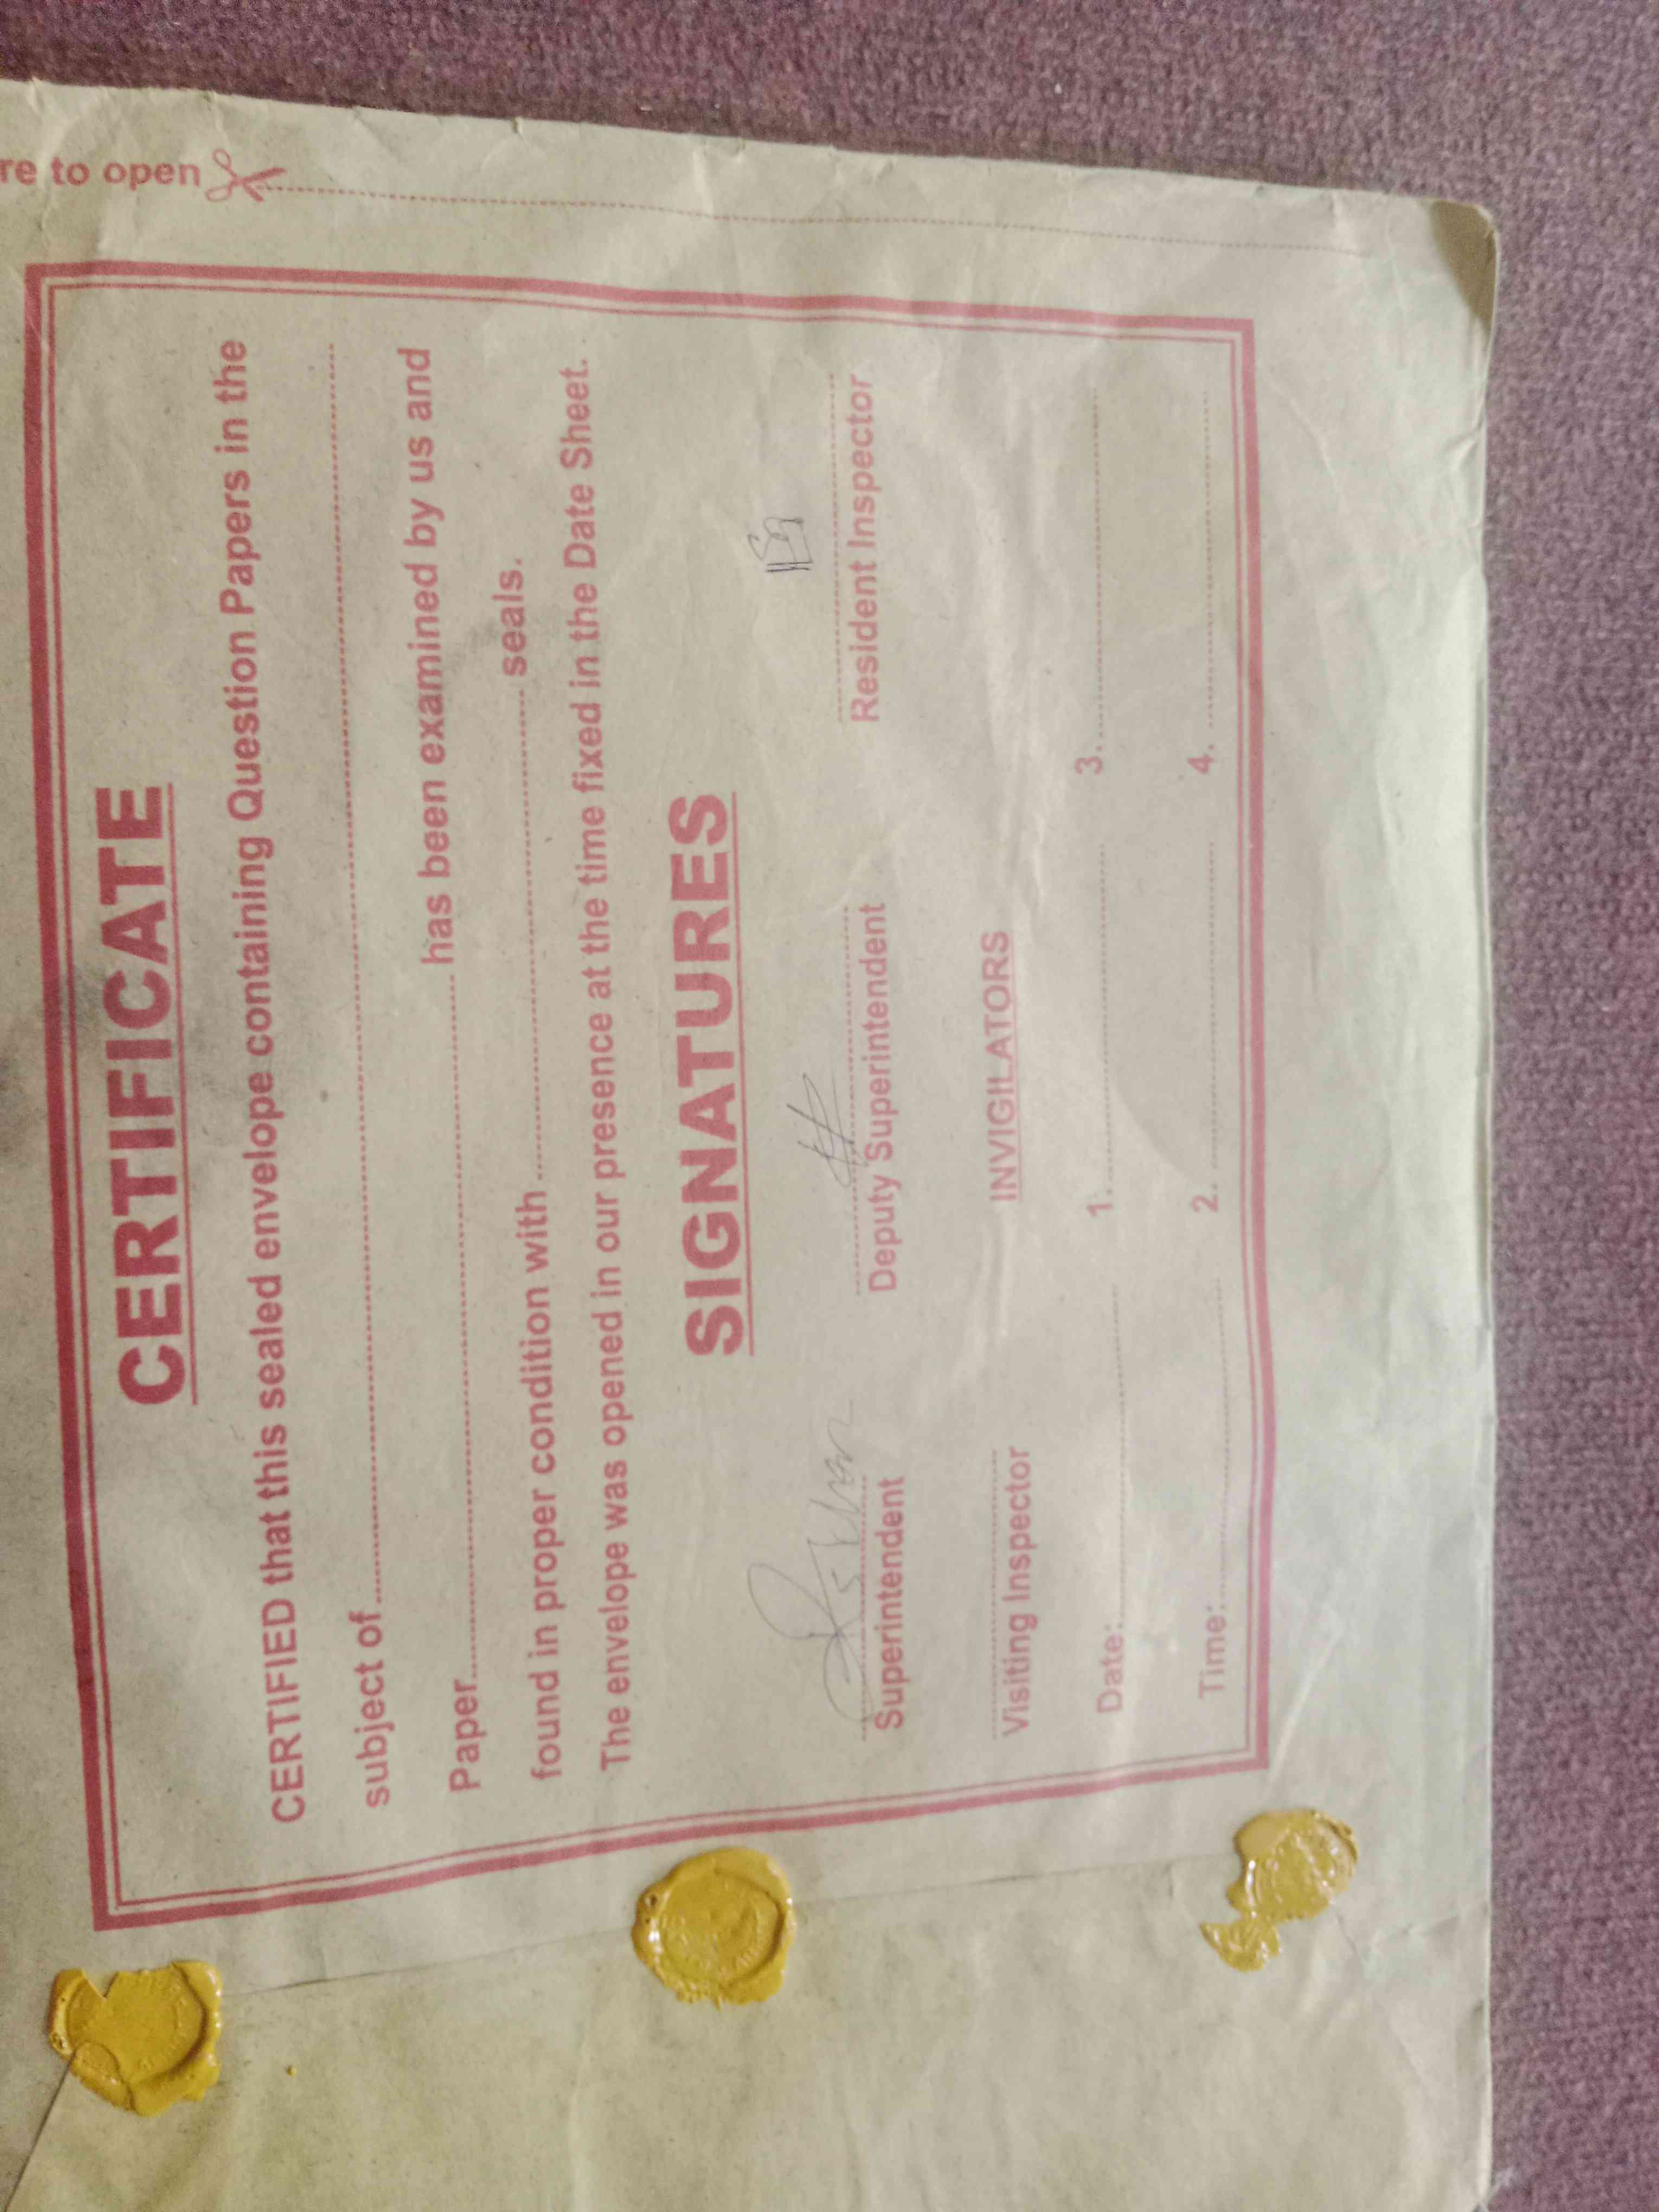 re to open
CERTIFICATE
CERTIFIED that this sealed envelope containing Question Papers in the
subject of
Paper has been examined by us and
found in proper condition with seals.
The envelope was opened in our presence at the time fixed in the Date Sheet.
SIGNATURES
Superintendent Deputy Superintendent Resident Inspector
Visiting Inspector INVIGILATORS
Date: 1. 3.
Time: 2. 4.